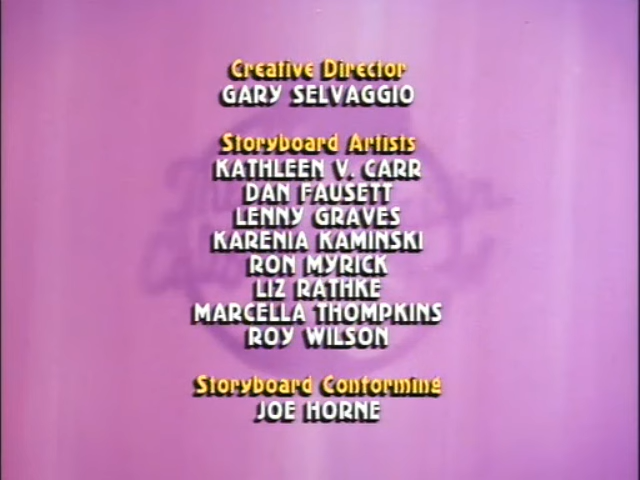 Creative Director
GARY SELVAGGIO
Storyboard Artists
KATHLEEN V. CARR
DAN FAUSETT
LENNY GRAVES
KARENIA KAMINSKI
RON MYRICK
LIZ RATHKE
MARCELLA THOMPKINS
ROY WILSON
Storyboard Conforming
JOE HORNE